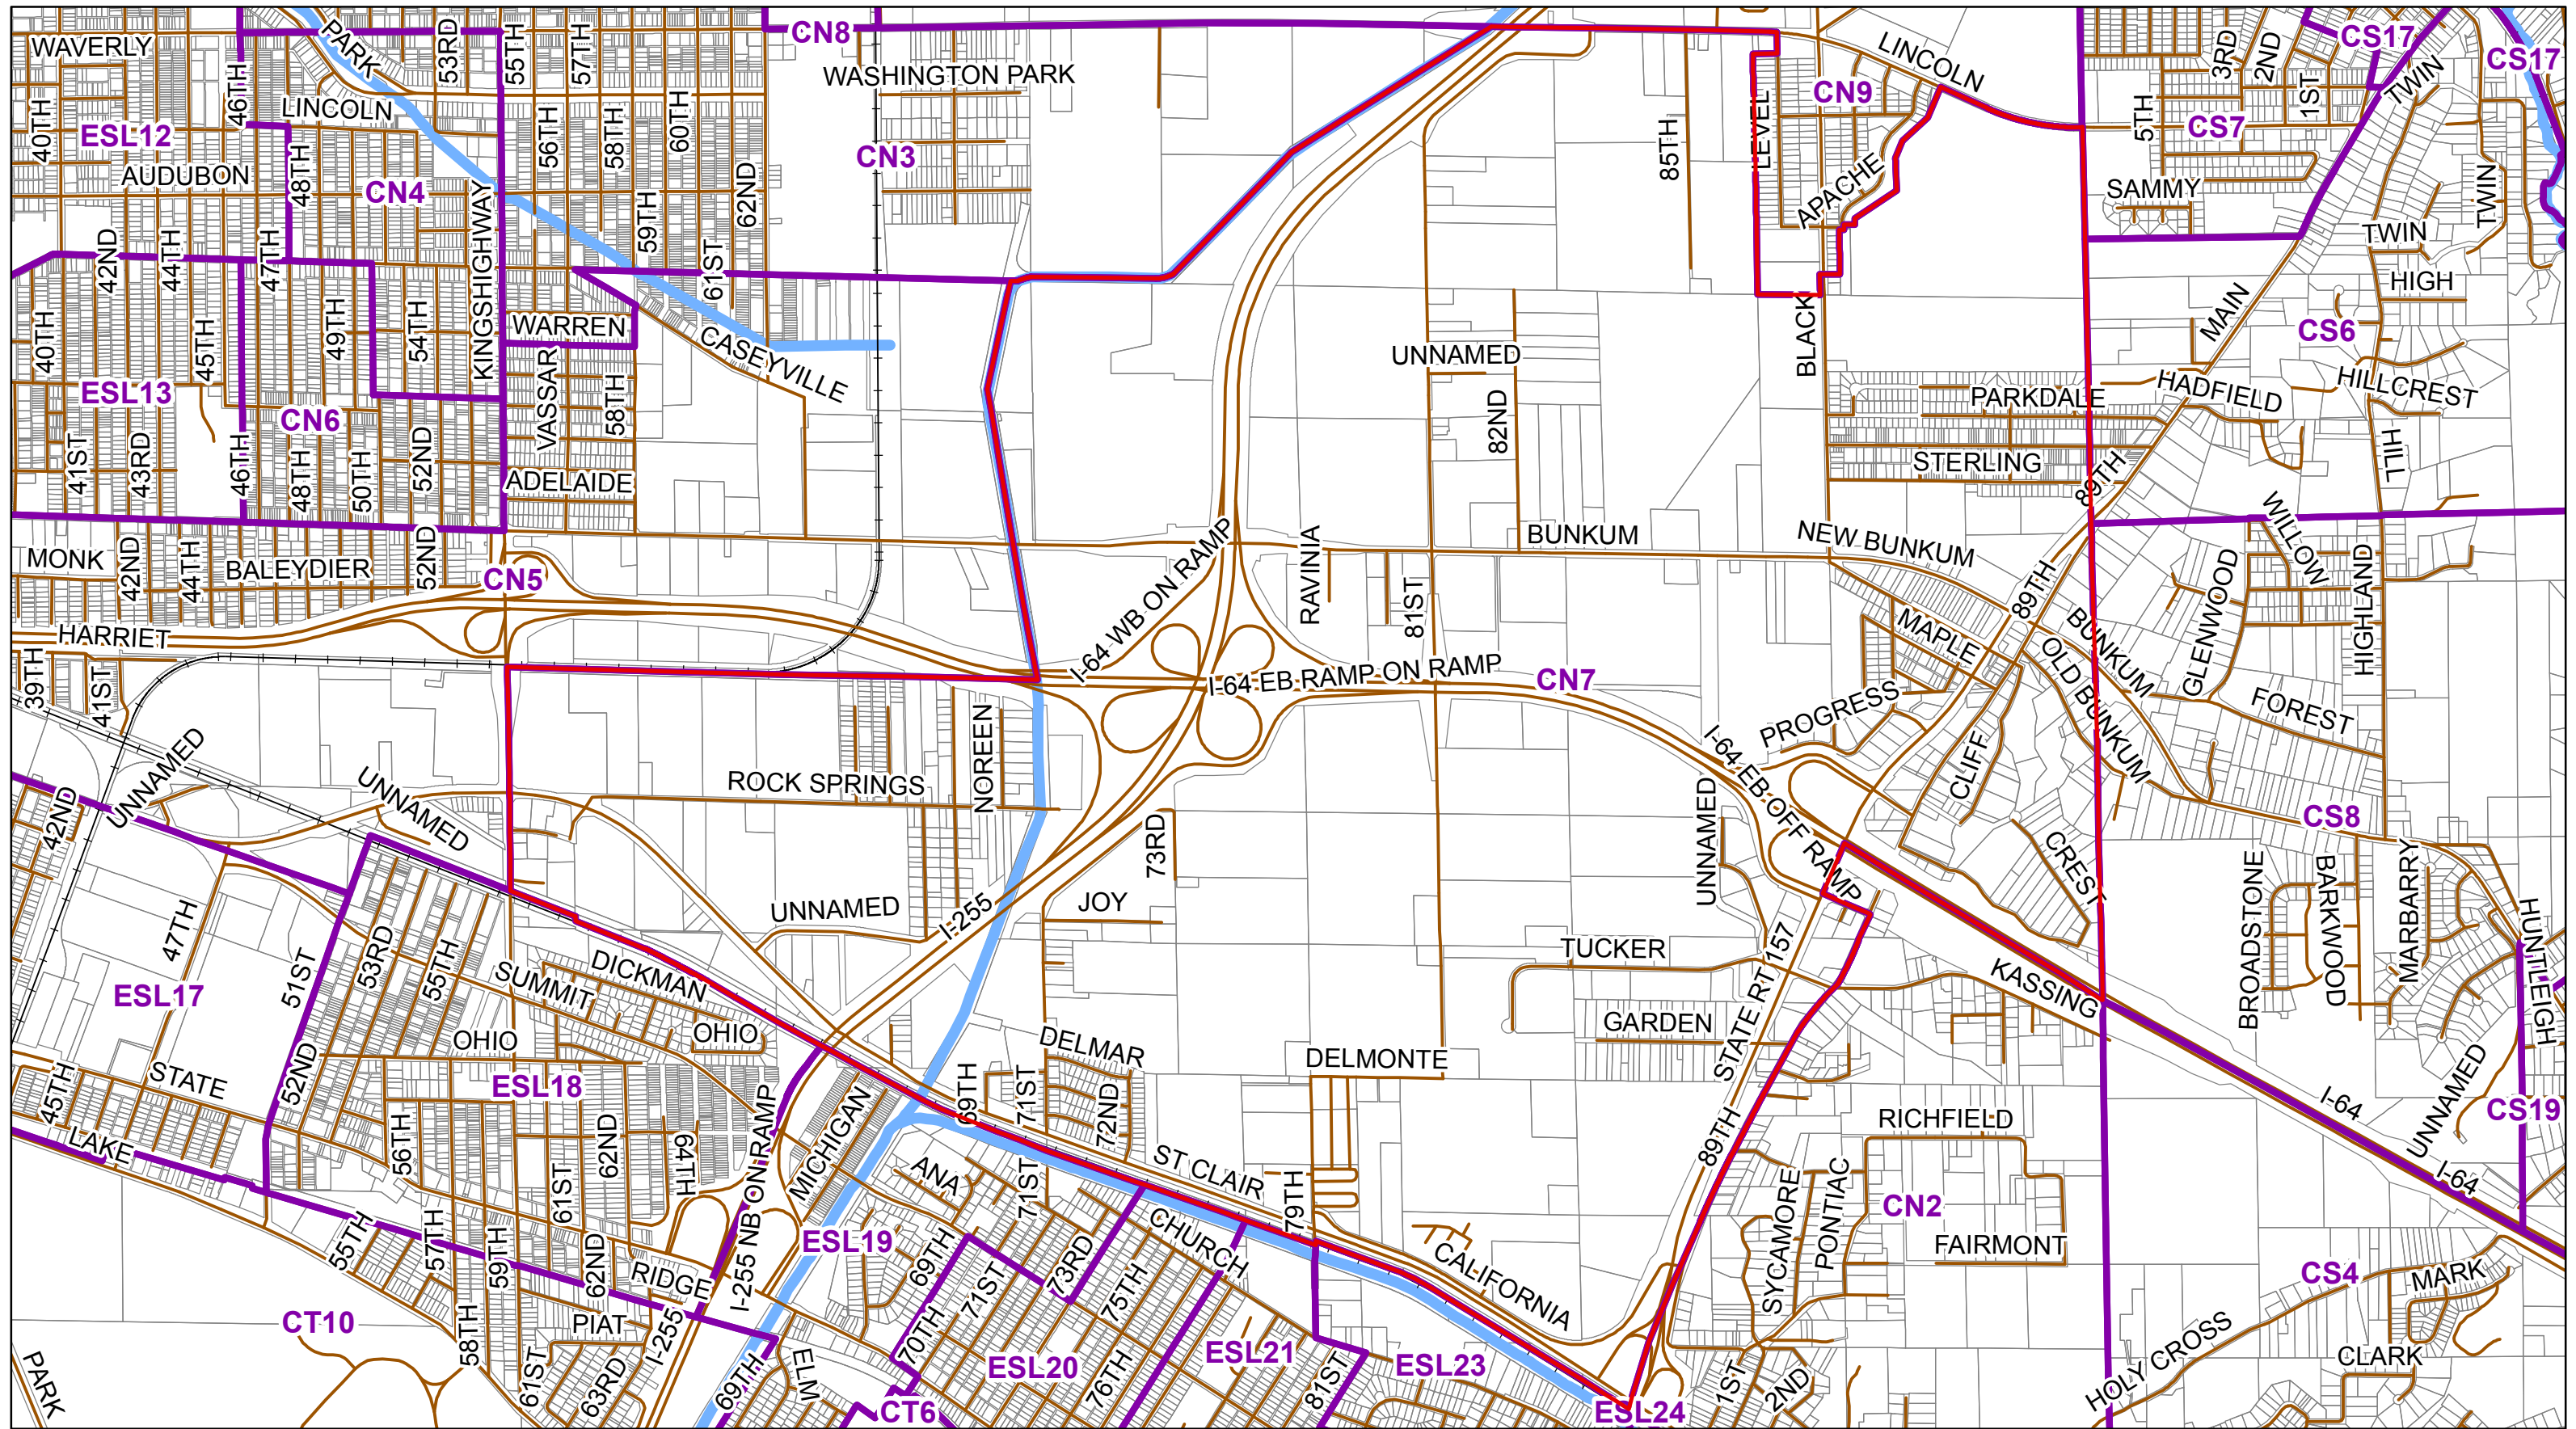 CN8
CS17
CS17
WAVERLY
PARK
53RD
55TH
57TH
WASHINGTON PARK
LINCOLN
3RD
2ND
1ST
TWIN
46TH
LINCOLN
40TH
ESL12
56TH
58TH
60TH
CN3
85TH
LEVEL
CN9
5TH
CS7
AUDUBON
48TH
CN4
KINGSHIGHWAY
59TH
62ND
APACHE
SAMMY
TWIN
TWIN
42ND
44TH
47TH
61ST
HIGH
40TH
45TH
49TH
54TH
WARREN
CASEYVILLE
UNNAMED
BLACK
MAIN
CS6
ESL13
CN6
VASSAR
58TH
82ND
PARKDALE
HADFIELD
HILLCREST
41ST
43RD
46TH
48TH
50TH
52ND
ADELAIDE
STERLING
89TH
HILL
MONK
42ND
44TH
BALEYDIER
52ND
CN5
I-64 WB ON RAMP
RAVINIA
81ST
BUNKUM
NEW BUNKUM
WILLOW
89TH
GLENWOOD
HIGHLAND
HARRIET
39TH
41ST
I-64 EB RAMP ON RAMP
CN7
MAPLE
BUNKUM
OLD BUNKUM
FOREST
PROGRESS
UNNAMED
UNNAMED
ROCK SPRINGS
NOREEN
I-64 EB OFF RAMP
CLIFF
42ND
73RD
UNNAMED
CS8
CREST
BROADSTONE
BARKWOOD
MARBARRY
HUNTLEIGH
47TH
UNNAMED
I-255
JOY
TUCKER
STATE RT 157
KASSING
ESL17
51ST
53RD
55TH
SUMMIT
DICKMAN
OHIO
OHIO
GARDEN
DELMAR
DELMONTE
45TH
STATE
52ND
ESL18
MICHIGAN
69TH
71ST
72ND
89TH
RICHFIELD
I-64
UNNAMED
CS19
LAKE
56TH
61ST
62ND
64TH
I-255 NB ON RAMP
ANA
71ST
ST CLAIR
79TH
SYCAMORE
PONTIAC
CN2
I-64
55TH
57TH
59TH
62ND
RIDGE
ESL19
69TH
71ST
73RD
CHURCH
75TH
CALIFORNIA
FAIRMONT
CS4
MARK
CT10
58TH
PIAT
I-255
61ST
63RD
69TH
ELM
70TH
ESL20
76TH
ESL21
81ST
ESL23
1ST
2ND
HOLY CROSS
CLARK
PARK
CT6
ESL24